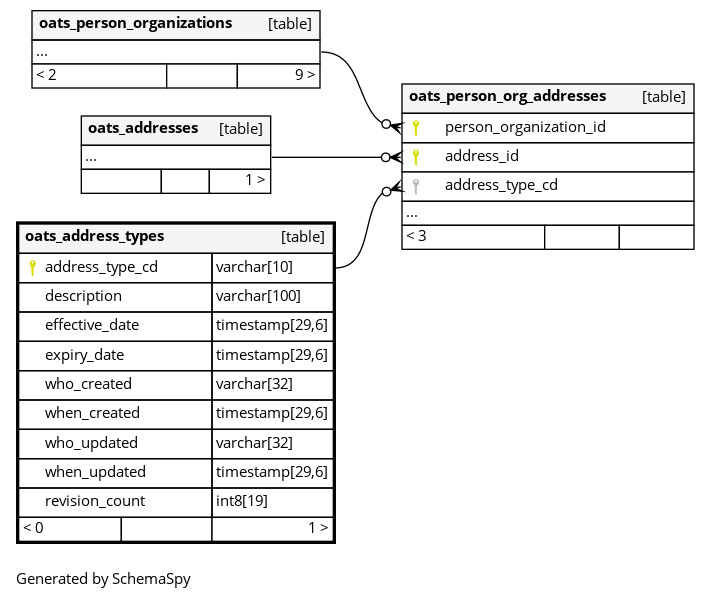 oats_person_organizations [table]
...
< 2 9 >
oats_addresses [table]
...
1 >
oats_address_types [table]
address_type_cd varchar[10]
description varchar[100]
effective_date timestamp[29,6]
expiry_date timestamp[29,6]
who_created varchar[32]
when_created timestamp[29,6]
who_updated varchar[32]
when_updated timestamp[29,6]
revision_count int8[19]
< 0 1 >
oats_person_org_addresses [table]
person_organization_id
address_id
address_type_cd
...
< 3
Generated by SchemaSpy